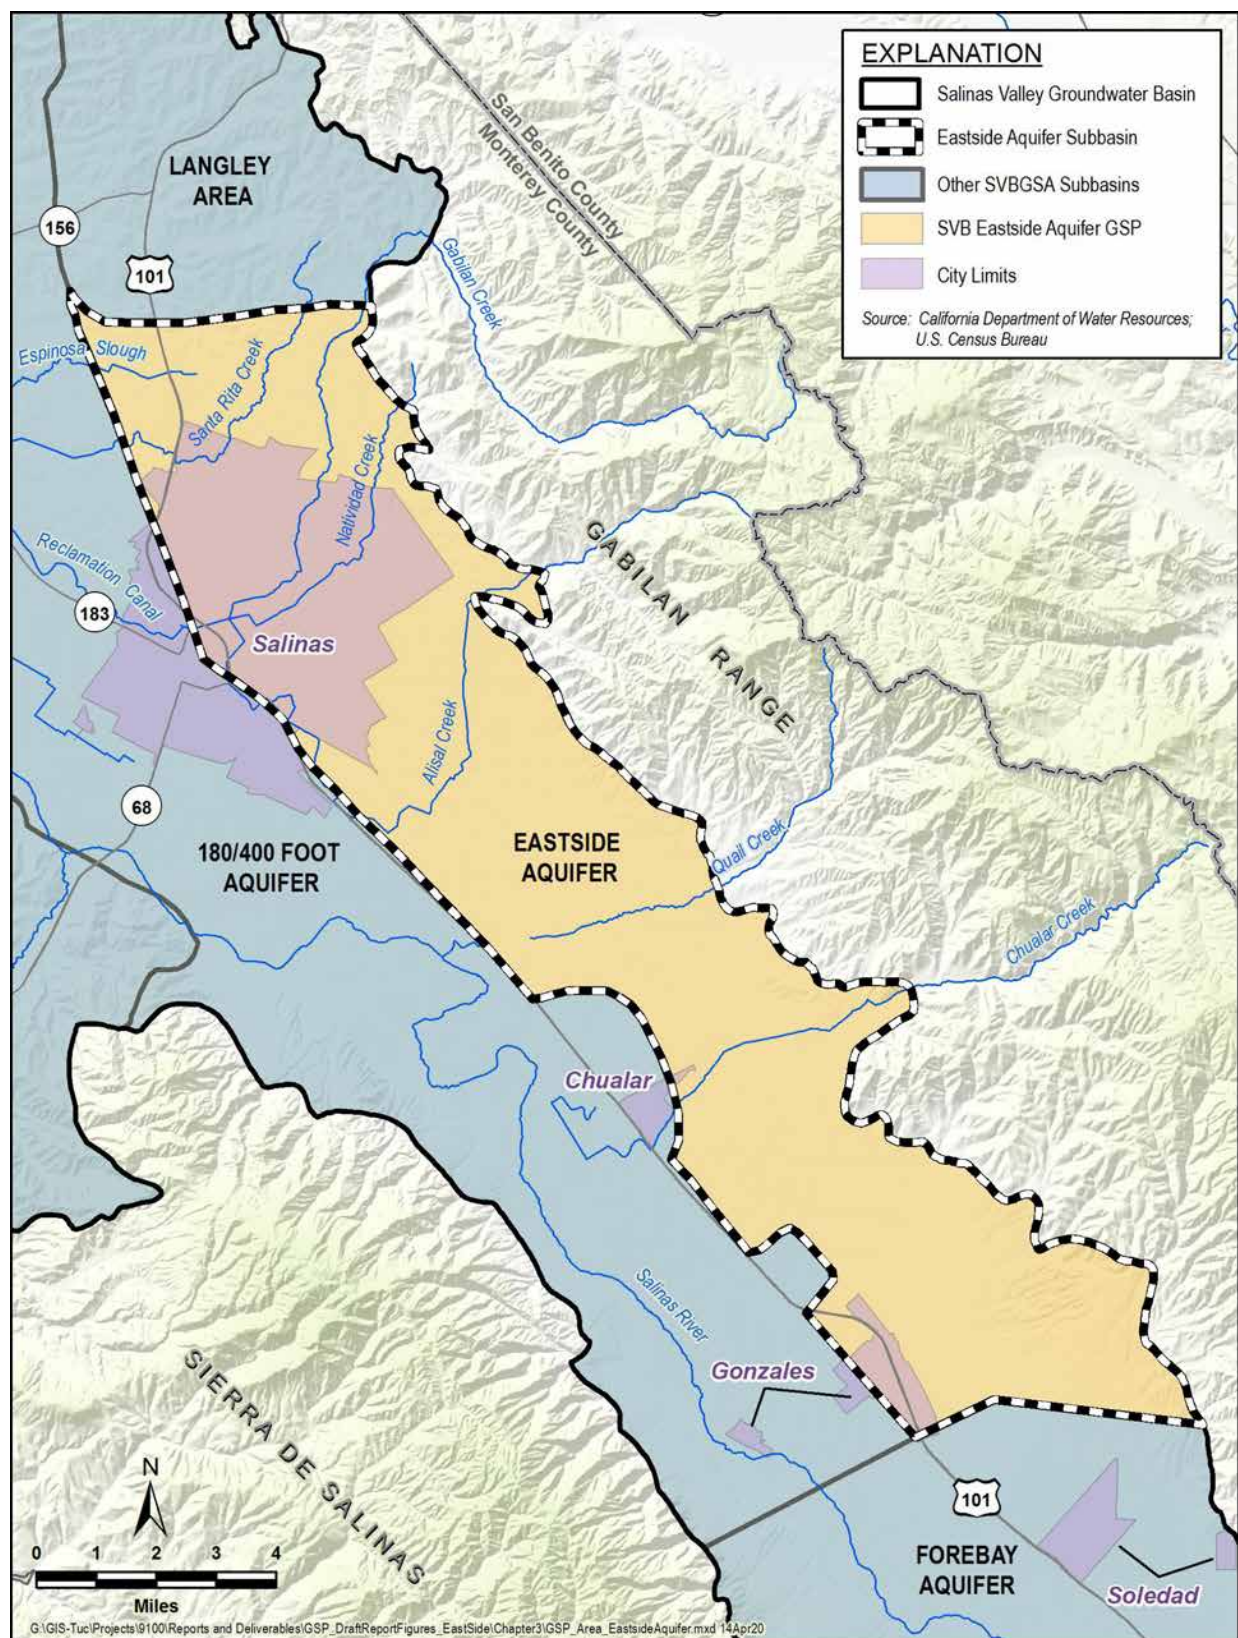 EXPLANATION
Salinas Valley Groundwater Basin
Eastside Aquifer Subbasin
Other SVBGSA Subbasins
SVB Eastside Aquifer GSP
City Limits
Source: California Department of Water Resources;
U.S. Census Bureau
San Benito County
Monterey County
LANGLEY
AREA
156
101
Gabilan Creek
Espinosa Slough
Santa Rita Creek
Natividad Creek
Reclamation Canal
183
Salinas
GABILAN RANGE
Alisal Creek
68
180/400 FOOT
AQUIFER
EASTSIDE
AQUIFER
Quail Creek
Chualar Creek
Chualar
Salinas River
Gonzales
SIERRA DE SALINAS
N
101
FOREBAY
AQUIFER
Soledad
0 1 2 3 4
Miles
G:\GIS-Tuc\Projects\9100\Reports and Deliverables\GSP_DraftReportFigures_EastSide\Chapter3\GSP_Area_EastsideAquifer.mxd 14Apr20